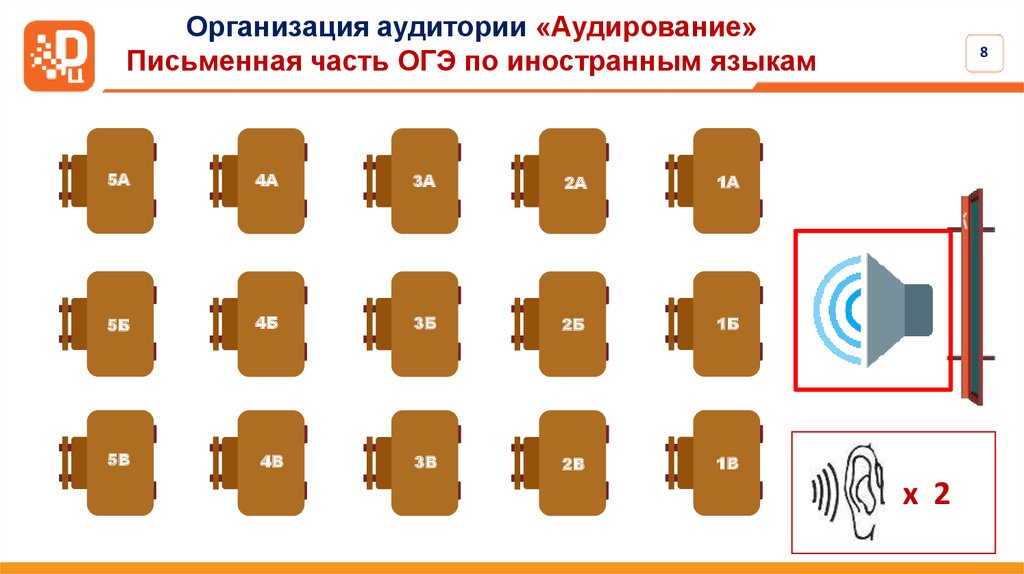 Организация аудитории «Аудирование»
Письменная часть ОГЭ по иностранным языкам
8
РЦ
5А 4А 3А 2А 1А
5Б 4Б 3Б 2Б 1Б
5В 4В 3В 2В 1В
x 2